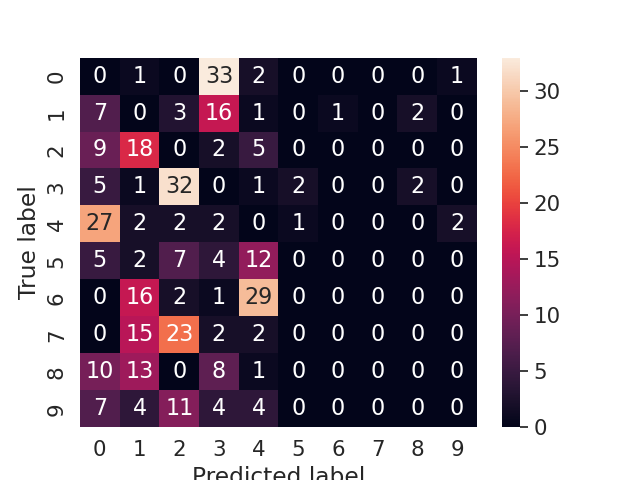 0 0 1 0 33 2 0 0 0 0 1
1 7 0 3 16 1 0 1 0 2 0
2 9 18 0 2 5 0 0 0 0 0
3 5 1 32 0 1 2 0 0 2 0
4 27 2 2 2 0 1 0 0 0 2
5 5 2 7 4 12 0 0 0 0 0
6 0 16 2 1 29 0 0 0 0 0
7 0 15 23 2 2 0 0 0 0 0
8 10 13 0 8 1 0 0 0 0 0
9 7 4 11 4 4 0 0 0 0 0
0 1 2 3 4 5 6 7 8 9
True label
Predicted label
30
25
20
15
10
5
0